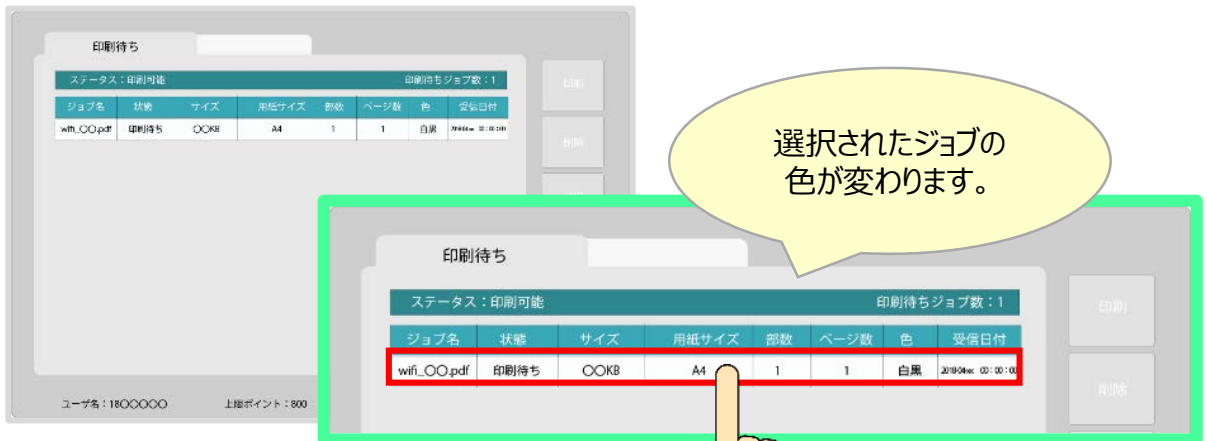 印刷待ち
ステータス：印刷可能 印刷待ちジョブ数：1 印刷
ジョブ名 状態 サイズ 用紙サイズ 部数 ページ数 色 受信日付
wifi_〇〇.pdf 印刷待ち 〇〇KB A4 1 1 白黒
削除
ユーザ名：18〇〇〇〇〇 上限ポイント：800
選択されたジョブの
色が変わります。
印刷待ち
ステータス：印刷可能 印刷待ちジョブ数：1 印刷
ジョブ名 状態 サイズ 用紙サイズ 部数 ページ数 色 受信日付
wifi_〇〇.pdf 印刷待ち 〇〇KB A4 1 1 白黒
削除